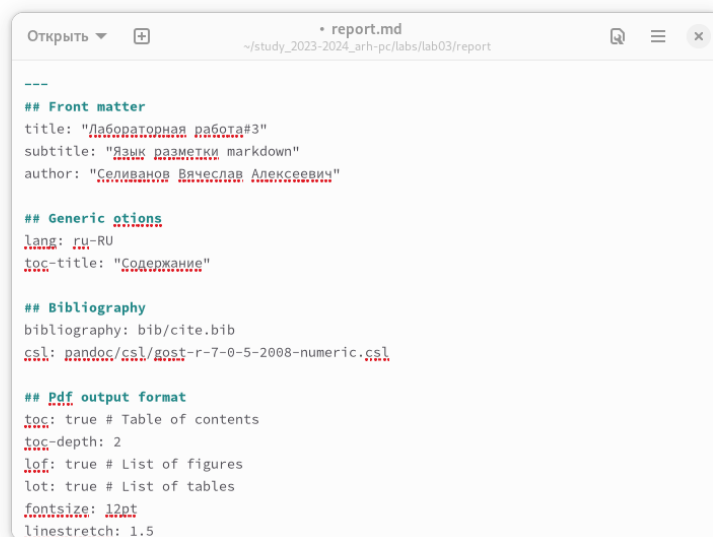 Открыть
• report.md
~/study_2023-2024_arh-pc/labs/lab03/report
---
## Front matter
title: "Лабораторная работа#3"
subtitle: "Язык разметки markdown"
author: "Селиванов Вячеслав Алексеевич"
## Generic otions
lang: ru-RU
toc-title: "Содержание"
## Bibliography
bibliography: bib/cite.bib
csl: pandoc/csl/gost-r-7-0-5-2008-numeric.csl
## Pdf output format
toc: true # Table of contents
toc-depth: 2
lof: true # List of figures
lot: true # List of tables
fontsize: 12pt
linestretch: 1.5